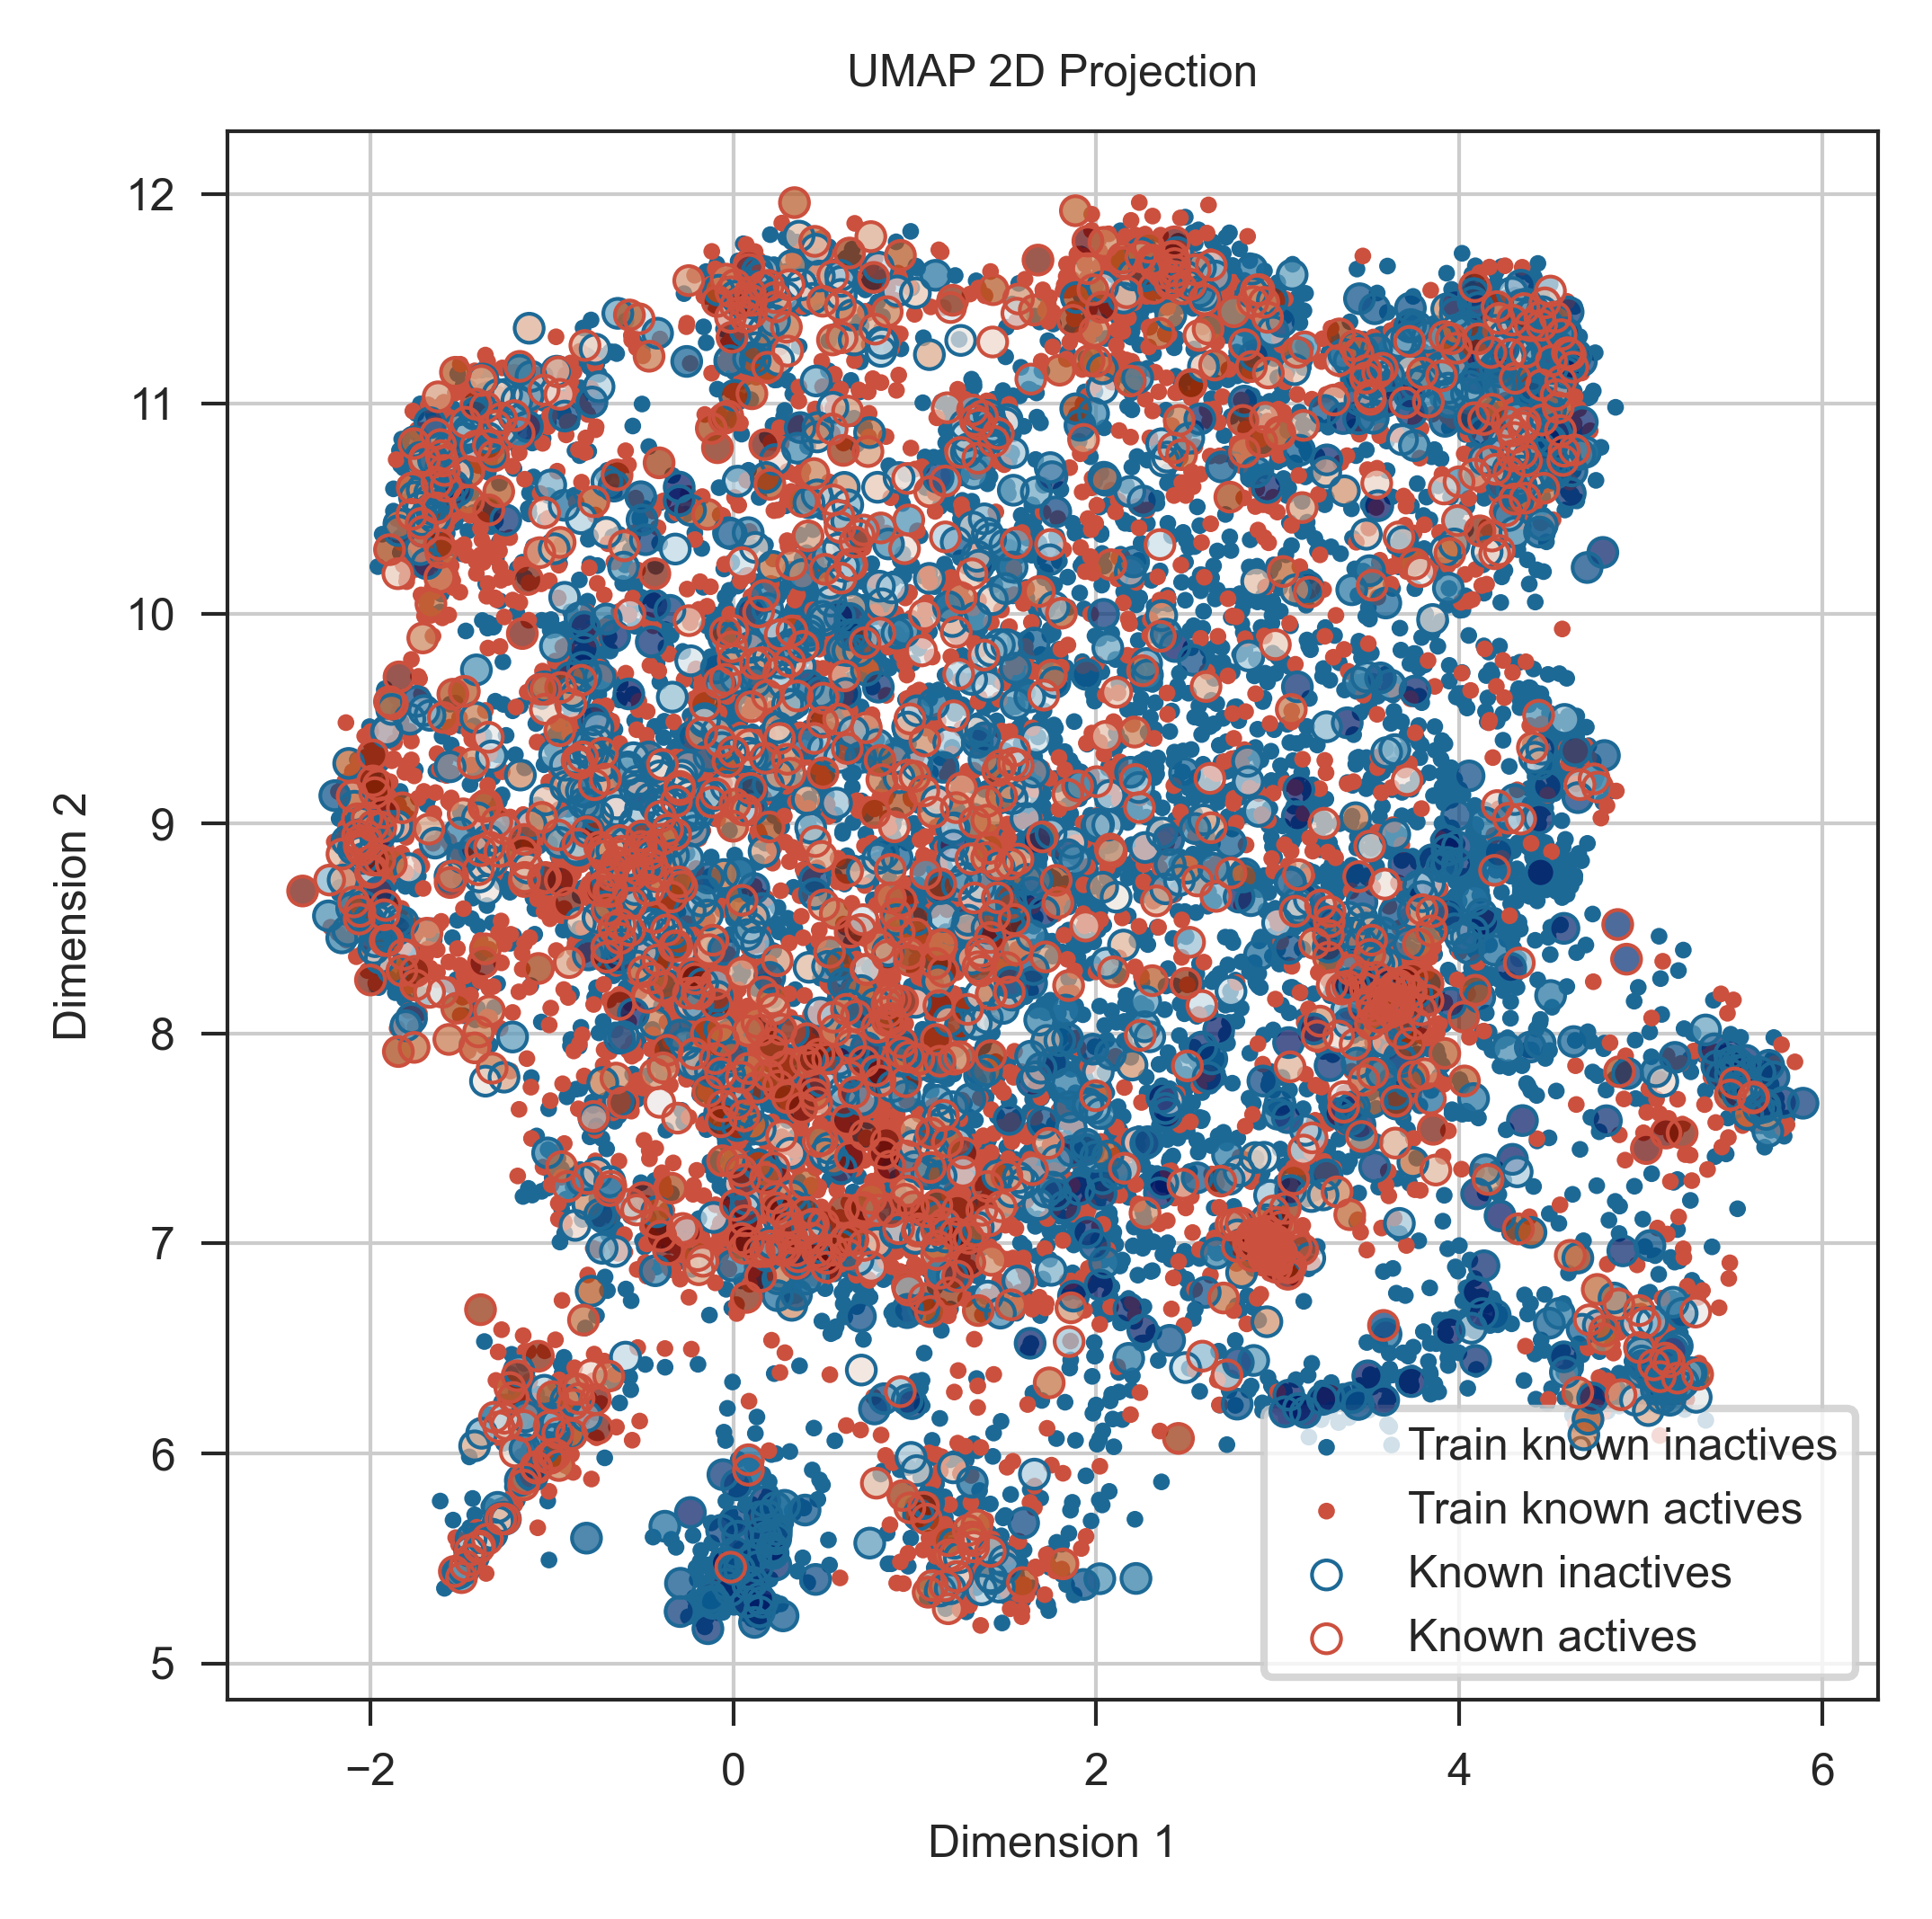 UMAP 2D Projection
12
11
10
9
8
7
6
5
Dimension 2
−2
0
2
4
6
Dimension 1
Train known inactives
Train known actives
Known inactives
Known actives